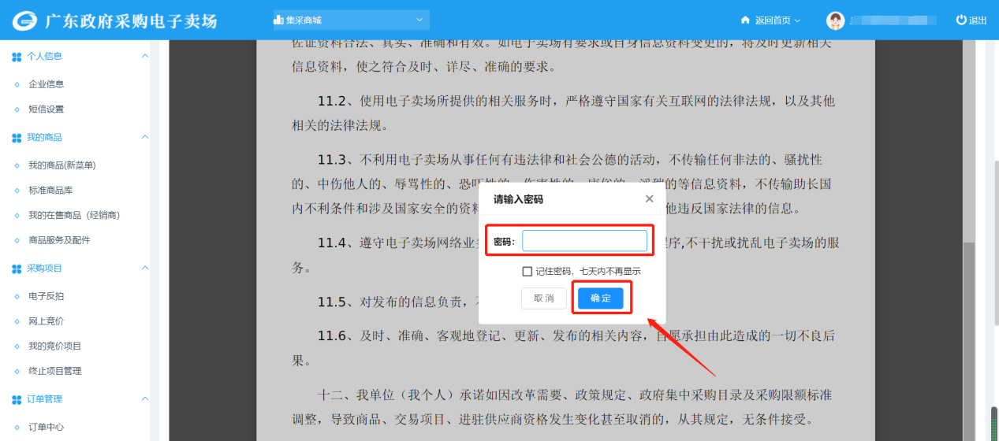 广东政府采购电子卖场
集采商城
返回首页
退出
个人信息
企业信息
短信设置
我的商品
我的商品(新菜单)
标准商品库
我的在售商品（经销商）
商品服务及配件
采购项目
电子反拍
网上竞价
我的竞价项目
终止项目管理
订单管理
订单中心
佐证资料合法、真实、准确和有效。如电子卖场有要求或自身信息资料变更的，将及时更新相关
信息资料，使之符合及时、详尽、准确的要求。
11.2、使用电子卖场所提供的相关服务时，严格遵守国家有关互联网的法律法规，以及其他
相关的法律法规。
11.3、不利用电子卖场从事任何有违法律和社会公德的活动，不传输任何非法的、骚扰性
的、中伤他人的、辱骂性的、恐
的等信息资料，不传输助长国
内不利条件和涉及国家安全的资
他违反国家法律的信息。
11.4、遵守电子卖场网络业
序,不干扰或扰乱电子卖场的服
务。
11.5、对发布的信息负责，
11.6、及时、准确、客观地登记、更新、发布的相关内容，自愿承担由此造成的一切不良后
果。
十二、我单位（我个人）承诺如因改革需要、政策规定、政府集中采购目录及采购限额标准
调整，导致商品、交易项目、进驻供应商资格发生变化甚至取消的，从其规定，无条件接受。
请输入密码
密码：
记住密码，七天内不再显示
取 消
确 定